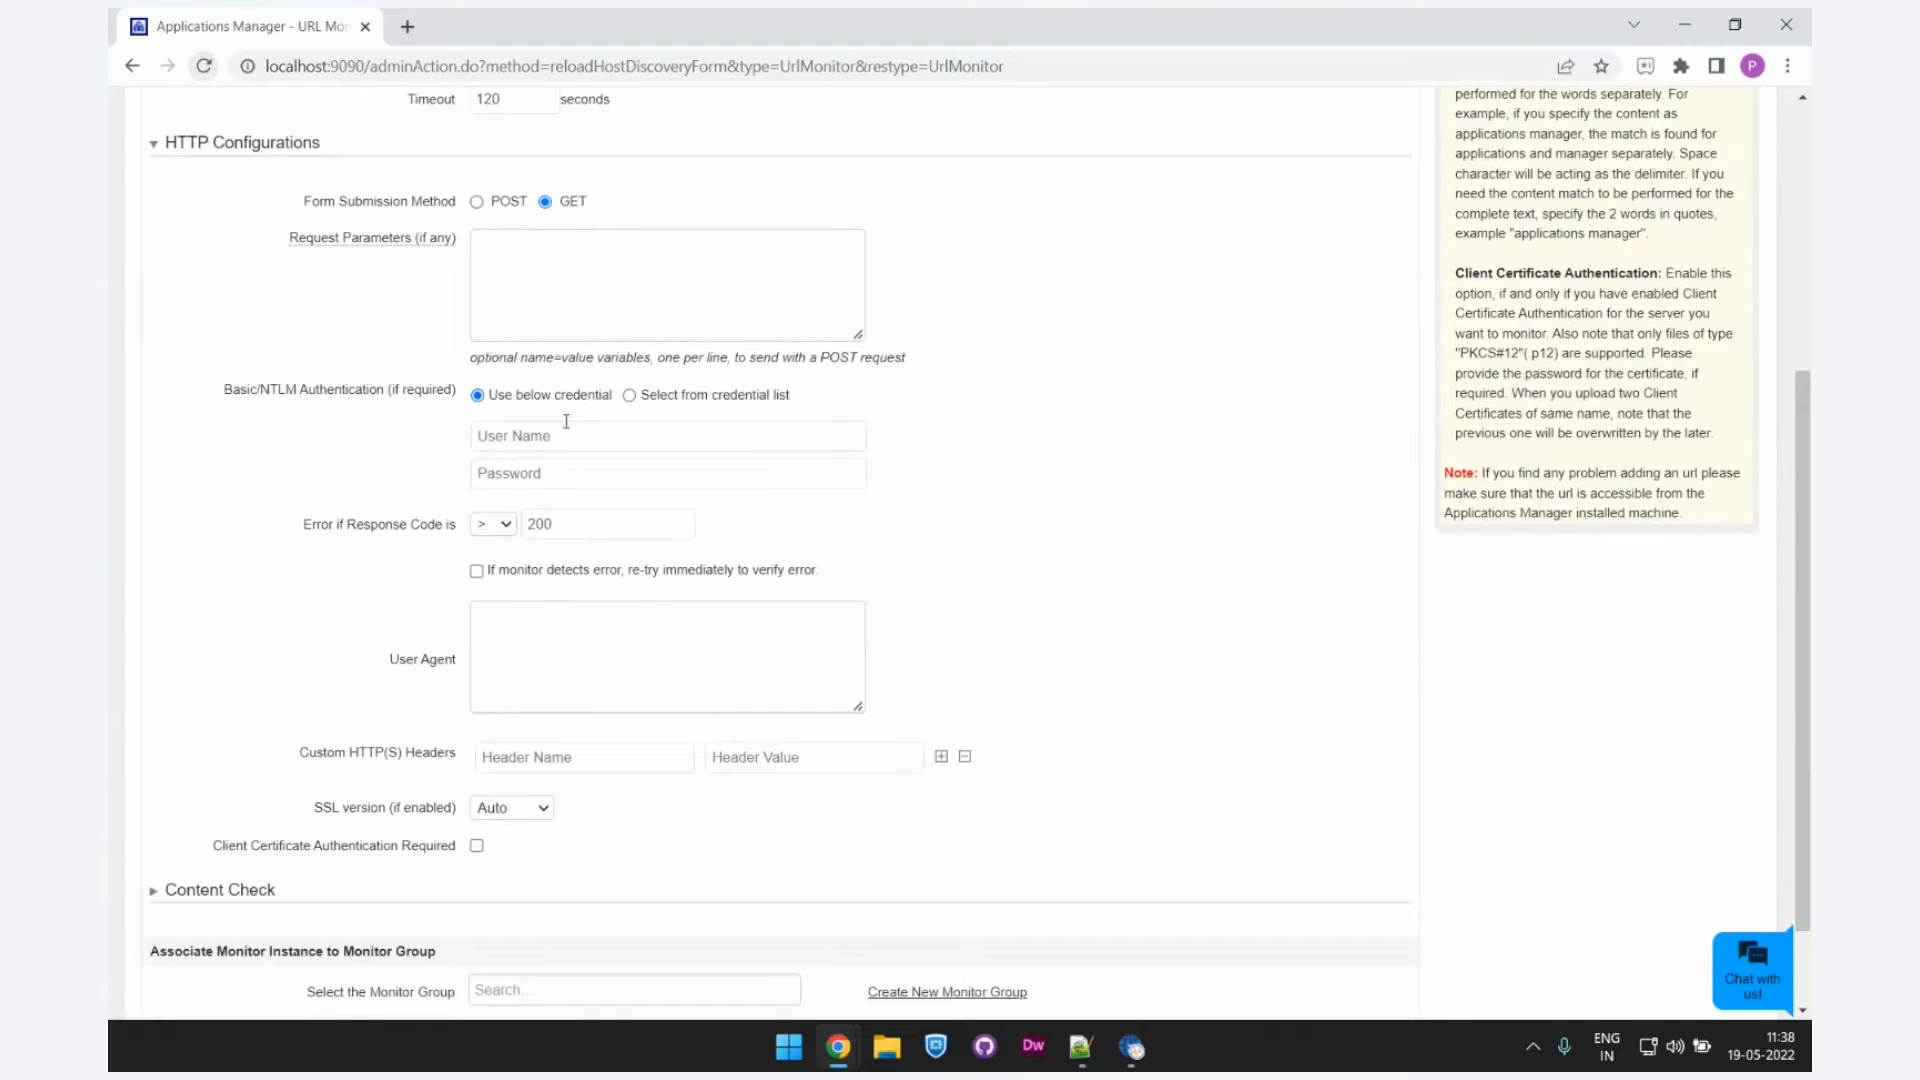 Applications Manager - URL Mon
localhost:9090/adminAction.do?method=reloadHostDiscoveryForm&type=UrlMonitor&restype=UrlMonitor
P
Timeout 120 seconds
HTTP Configurations
Form Submission Method POST GET
Request Parameters (if any)
optional name=value variables, one per line, to send with a POST request
Basic/NTLM Authentication (if required) Use below credential Select from credential list
User Name
Password
Error if Response Code is > 200
If monitor detects error, re-try immediately to verify error.
User Agent
Custom HTTP(S) Headers Header Name Header Value
SSL version (if enabled) Auto
Client Certificate Authentication Required
Content Check
Associate Monitor Instance to Monitor Group
Select the Monitor Group Search.... Create New Monitor Group
performed for the words separately. For
example, if you specify the content as
applications manager, the match is found for
applications and manager separately. Space
character will be acting as the delimiter. If you
need the content match to be performed for the
complete text, specify the 2 words in quotes,
example "applications manager".
Client Certificate Authentication: Enable this
option, if and only if you have enabled Client
Certificate Authentication for the server you
want to monitor. Also note that only files of type
"PKCS#12"(.p12) are supported. Please
provide the password for the certificate, if
required. When you upload two Client
Certificates of same name, note that the
previous one will be overwritten by the later.
Note: If you find any problem adding an url please
make sure that the url is accessible from the
Applications Manager installed machine.
Chat with
us!
Dw
ENG
IN
11:38
19-05-2022